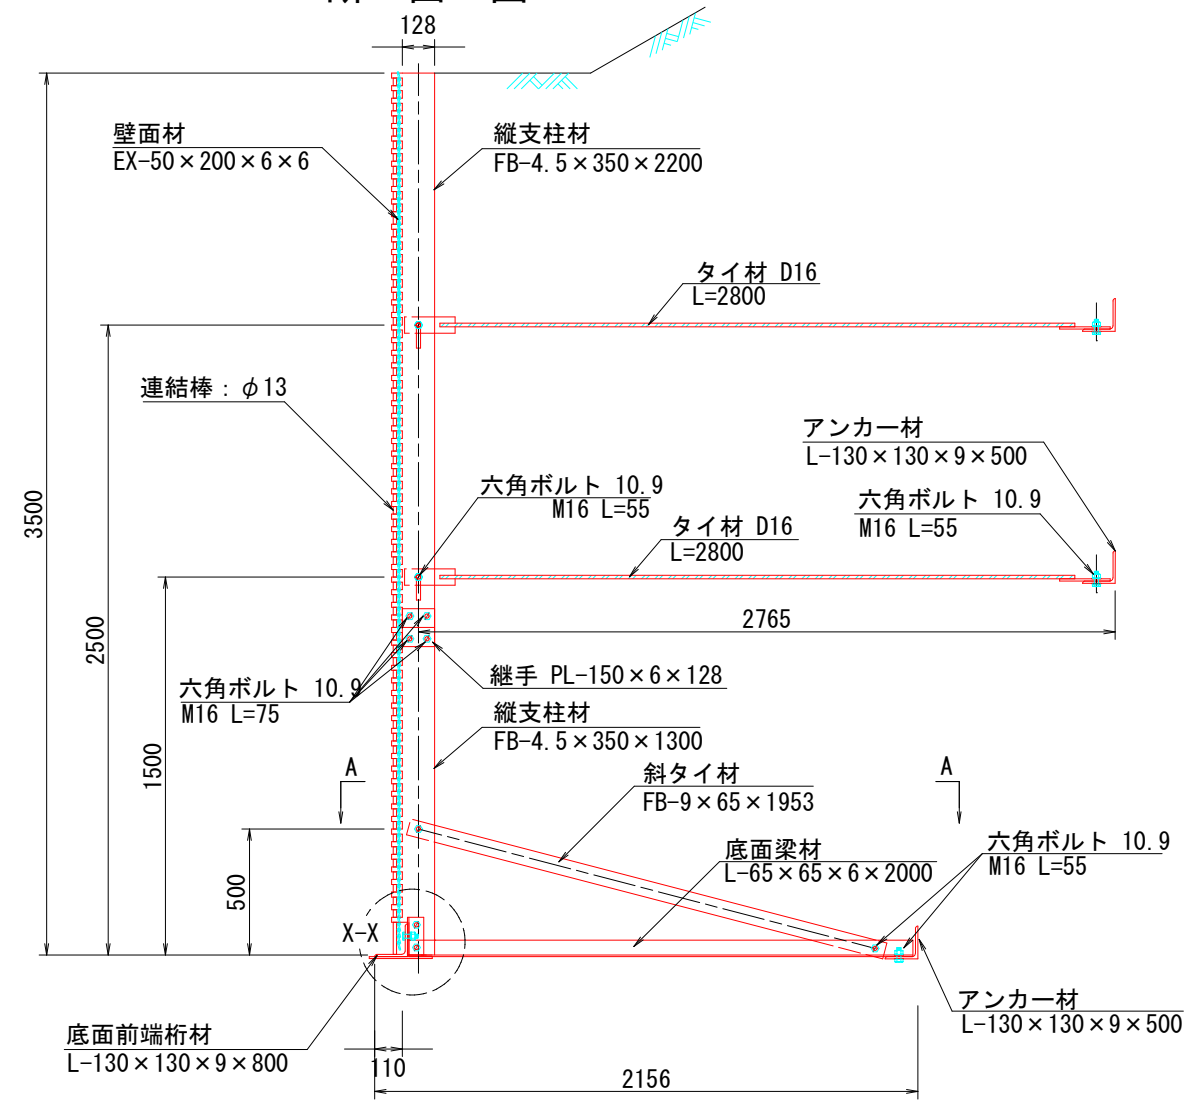 128
壁面材
EX-50×200×6×6
縦支柱材
FB-4.5×350×2200
タイ材 D16
L=2800
連結棒：φ13
アンカー材
L-130×130×9×500
六角ボルト 10.9
M16 L=55
六角ボルト 10.9
M16 L=55
タイ材 D16
L=2800
3500
2500
1500
500
2765
継手 PL-150×6×128
六角ボルト 10.9
M16 L=75
縦支柱材
FB-4.5×350×1300
A
A
斜タイ材
FB-9×65×1953
底面梁材
L-65×65×6×2000
六角ボルト 10.9
M16 L=55
X-X
アンカー材
L-130×130×9×500
底面前端桁材
L-130×130×9×800
110
2156